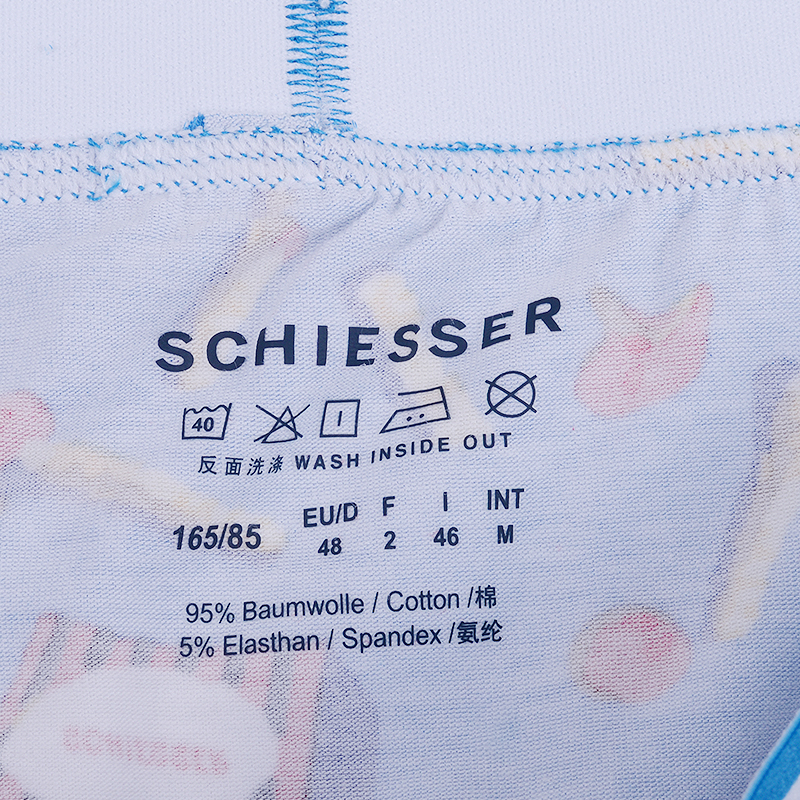 SCHIESSER
40
反面洗涤 WASH INSIDE OUT
165/85 EU/D F i INT
48 2 46 M
95% Baumwolle / Cotton /棉
5% Elasthan / Spandex /氨纶
SCHIESSER